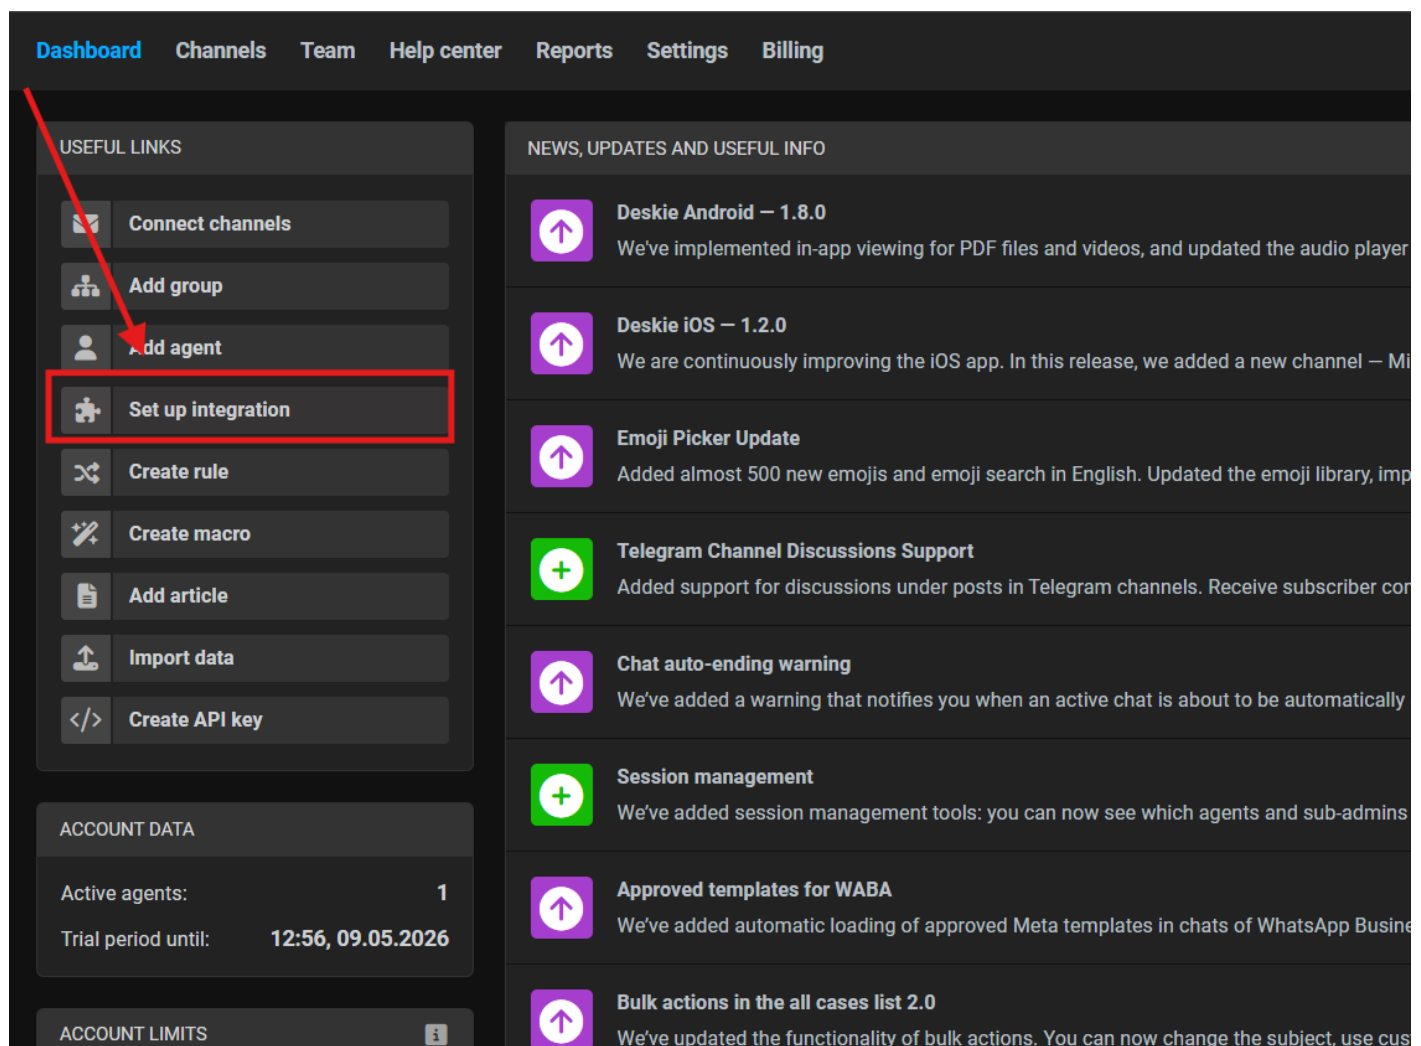 Dashboard Channels Team Help center Reports Settings Billing
USEFUL LINKS
Connect channels
Add group
Add agent
Set up integration
Create rule
Create macro
Add article
Import data
</> Create API key
ACCOUNT DATA
Active agents: 1
Trial period until: 12:56, 09.05.2026
ACCOUNT LIMITS i
NEWS, UPDATES AND USEFUL INFO
Deskie Android — 1.8.0
We've implemented in-app viewing for PDF files and videos, and updated the audio player
Deskie iOS — 1.2.0
We are continuously improving the iOS app. In this release, we added a new channel — Mi
Emoji Picker Update
Added almost 500 new emojis and emoji search in English. Updated the emoji library, imp
Telegram Channel Discussions Support
Added support for discussions under posts in Telegram channels. Receive subscriber con
Chat auto-ending warning
We’ve added a warning that notifies you when an active chat is about to be automatically
Session management
We’ve added session management tools: you can now see which agents and sub-admins
Approved templates for WABA
We’ve added automatic loading of approved Meta templates in chats of WhatsApp Busine
Bulk actions in the all cases list 2.0
We’ve updated the functionality of bulk actions. You can now change the subject, use cus